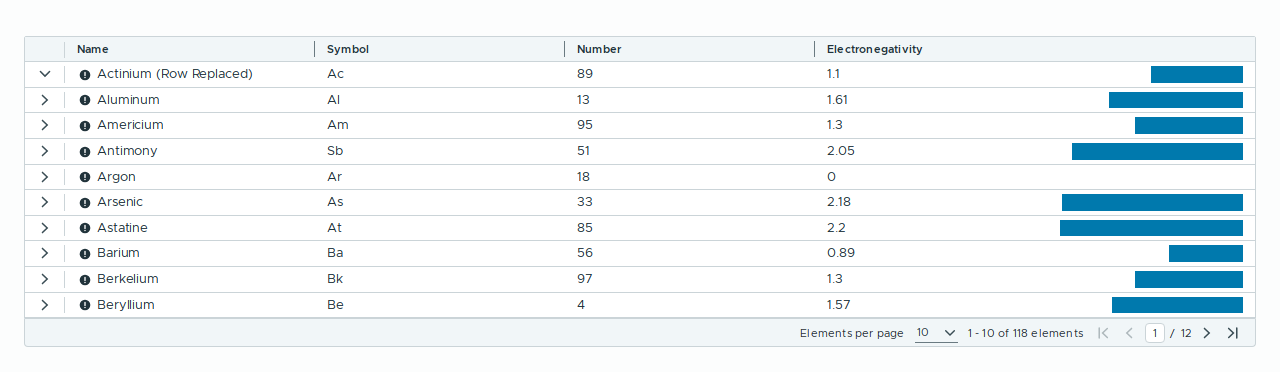 Name Symbol Number Electronegativity
Actinium (Row Replaced) Ac 89 1.1
Aluminum Al 13 1.61
Americium Am 95 1.3
Antimony Sb 51 2.05
Argon Ar 18 0
Arsenic As 33 2.18
Astatine At 85 2.2
Barium Ba 56 0.89
Berkelium Bk 97 1.3
Beryllium Be 4 1.57
Elements per page 10 1 - 10 of 118 elements 1 / 12